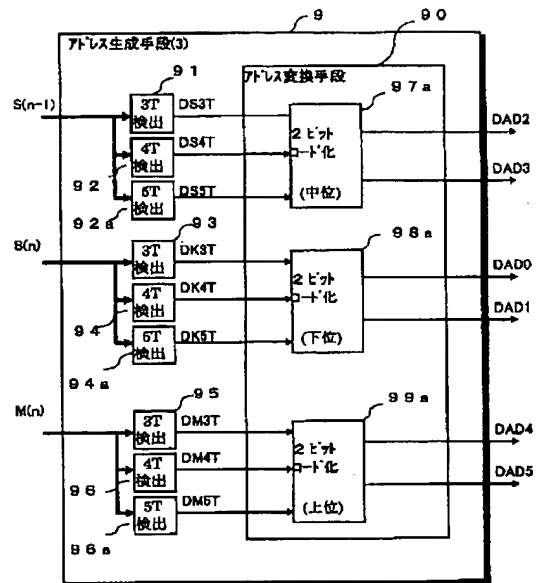 9
90
アドレス生成手段(3)
アドレス変換手段
91
97a
S(n-1)
3T
検出
DS3T
2ビット
コード化
(中位)
DAD2
4T
検出
DS4T
92
DAD3
5T
検出
DS5T
92a
93
98a
B(n)
3T
検出
DK3T
2ビット
コード化
(下位)
DAD0
4T
検出
DK4T
94
DAD1
5T
検出
DK5T
94a
95
99a
M(n)
3T
検出
DM3T
2ビット
コード化
(上位)
DAD4
4T
検出
DM4T
96
DAD5
5T
検出
DM5T
96a